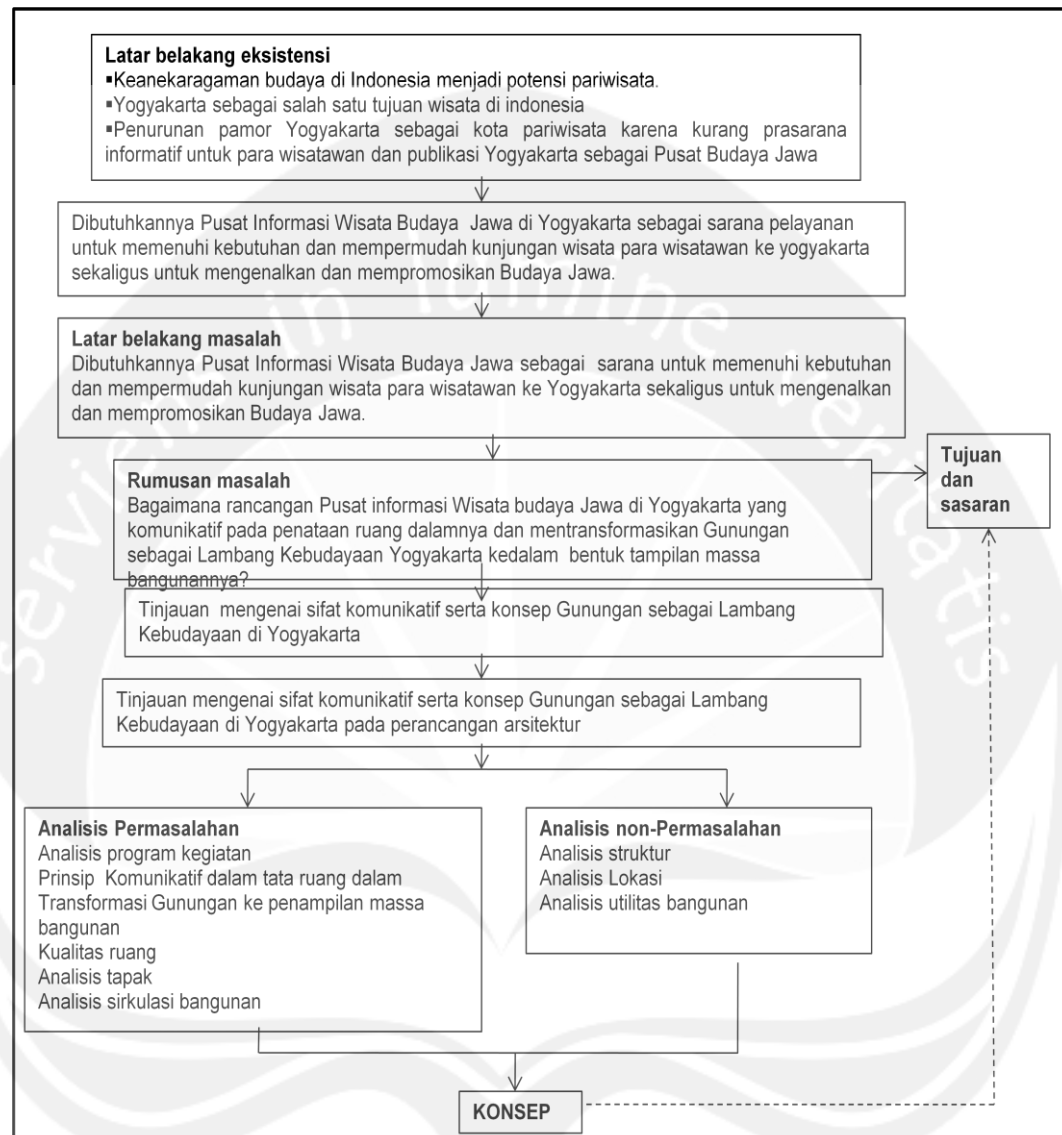 Latar belakang eksistensi
▪Keanekaragaman budaya di Indonesia menjadi potensi pariwisata.
▪Yogyakarta sebagai salah satu tujuan wisata di indonesia
▪Penurunan pamor Yogyakarta sebagai kota pariwisata karena kurang prasarana
informatif untuk para wisatawan dan publikasi Yogyakarta sebagai Pusat Budaya Jawa
Dibutuhkannya Pusat Informasi Wisata Budaya Jawa di Yogyakarta sebagai sarana pelayanan
untuk memenuhi kebutuhan dan mempermudah kunjungan wisata para wisatawan ke yogyakarta
sekaligus untuk mengenalkan dan mempromosikan Budaya Jawa.
Latar belakang masalah
Dibutuhkannya Pusat Informasi Wisata Budaya Jawa sebagai sarana untuk memenuhi kebutuhan
dan mempermudah kunjungan wisata para wisatawan ke Yogyakarta sekaligus untuk mengenalkan
dan mempromosikan Budaya Jawa.
Rumusan masalah
Bagaimana rancangan Pusat informasi Wisata budaya Jawa di Yogyakarta yang
komunikatif pada penataan ruang dalamnya dan mentransformasikan Gunungan
sebagai Lambang Kebudayaan Yogyakarta kedalam bentuk tampilan massa
bangunannya?
Tujuan
dan
sasaran
Tinjauan mengenai sifat komunikatif serta konsep Gunungan sebagai Lambang
Kebudayaan di Yogyakarta
Tinjauan mengenai sifat komunikatif serta konsep Gunungan sebagai Lambang
Kebudayaan di Yogyakarta pada perancangan arsitektur
Analisis Permasalahan
Analisis program kegiatan
Prinsip Komunikatif dalam tata ruang dalam
Transformasi Gunungan ke penampilan massa
bangunan
Kualitas ruang
Analisis tapak
Analisis sirkulasi bangunan
Analisis non-Permasalahan
Analisis struktur
Analisis Lokasi
Analisis utilitas bangunan
KONSEP
serviens in lumine veritatis